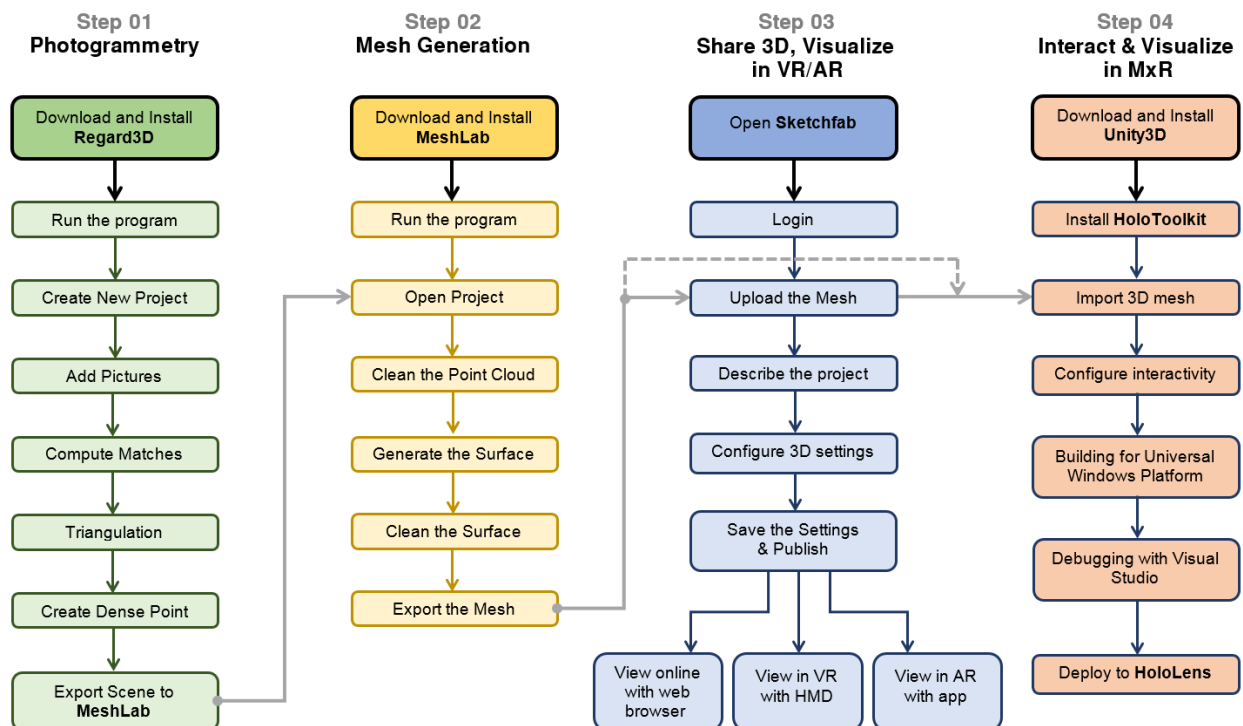 Step 01
Photogrammetry
Download and Install
Regard3D
Run the program
Create New Project
Add Pictures
Compute Matches
Triangulation
Create Dense Point
Export Scene to
MeshLab
Step 02
Mesh Generation
Download and Install
MeshLab
Run the program
Open Project
Clean the Point Cloud
Generate the Surface
Clean the Surface
Export the Mesh
Step 03
Share 3D, Visualize
in VR/AR
Open Sketchfab
Login
Upload the Mesh
Describe the project
Configure 3D settings
Save the Settings
& Publish
View online
with web
browser
View in VR
with HMD
View in AR
with app
Step 04
Interact & Visualize
in MxR
Download and Install
Unity3D
Install HoloToolkit
Import 3D mesh
Configure interactivity
Building for Universal
Windows Platform
Debugging with Visual
Studio
Deploy to HoloLens